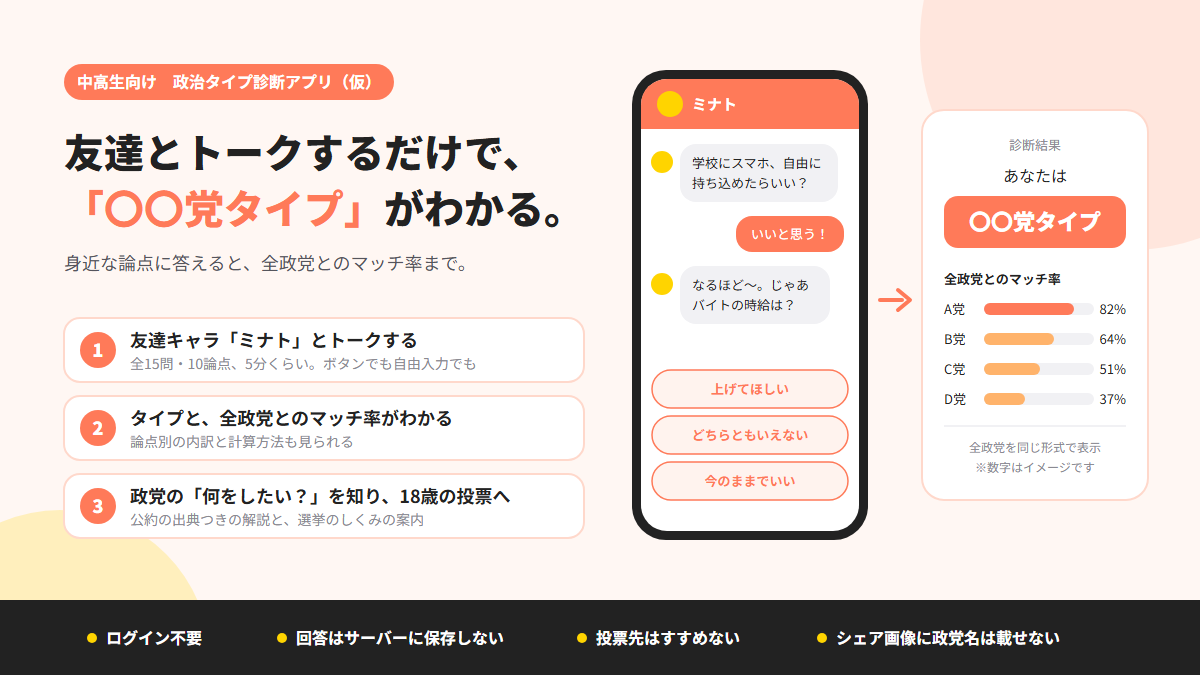 中高生向け　政治タイプ診断アプリ（仮）
友達とトークするだけで、
「〇〇党タイプ」がわかる。
身近な論点に答えると、全政党とのマッチ率まで。
1
友達キャラ「ミナト」とトークする
全15問・10論点、5分くらい。ボタンでも自由入力でも
2
タイプと、全政党とのマッチ率がわかる
論点別の内訳と計算方法も見られる
3
政党の「何をしたい？」を知り、18歳の投票へ
公約の出典つきの解説と、選挙のしくみの案内
ミナト
学校にスマホ、自由に
持ち込めたらいい？
いいと思う！
なるほど〜。じゃあ
バイトの時給は？
上げてほしい
どちらともいえない
今のままでいい
診断結果
あなたは
〇〇党タイプ
全政党とのマッチ率
A党 82%
B党 64%
C党 51%
D党 37%
全政党を同じ形式で表示
※数字はイメージです
ログイン不要
回答はサーバーに保存しない
投票先はすすめない
シェア画像に政党名は載せない